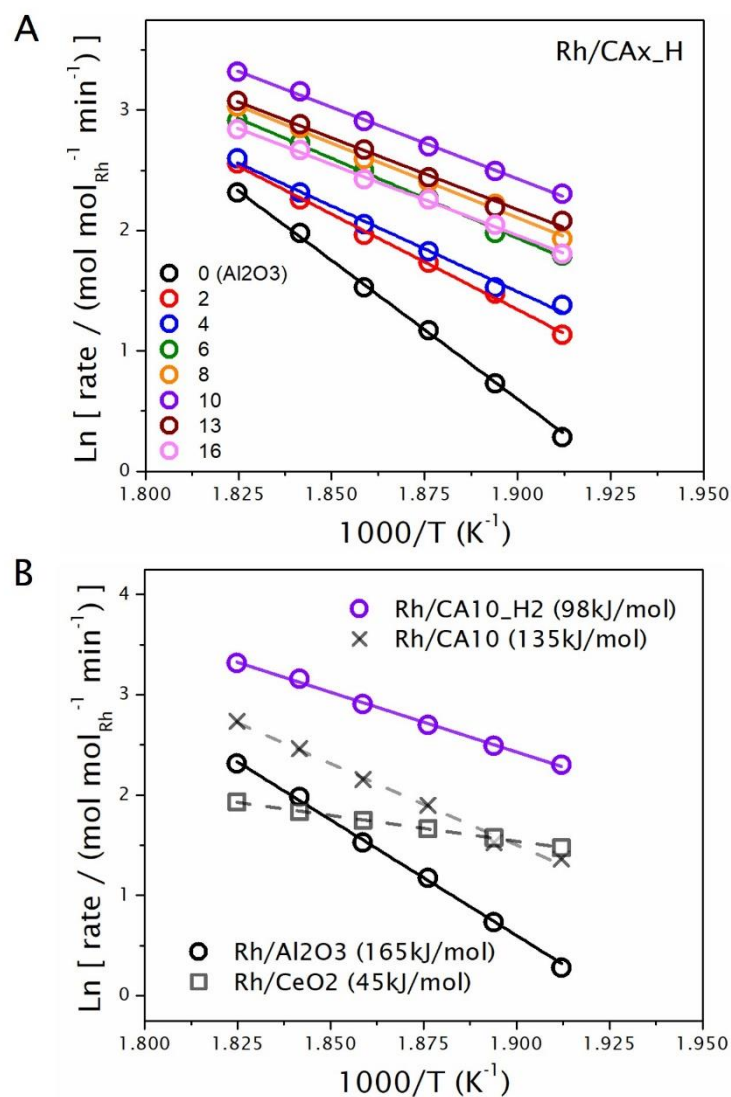 A
Rh/CAx_H
Ln [ rate / (mol mol_Rh^-1 min^-1) ]
3
2
1
0
0 (Al2O3)
2
4
6
8
10
13
16
1.800 1.825 1.850 1.875 1.900 1.925 1.950
1000/T (K^-1)
B
Ln [ rate / (mol mol_Rh^-1 min^-1) ]
4
3
2
1
0
Rh/CA10_H2 (98kJ/mol)
Rh/CA10 (135kJ/mol)
Rh/Al2O3 (165kJ/mol)
Rh/CeO2 (45kJ/mol)
1.800 1.825 1.850 1.875 1.900 1.925 1.950
1000/T (K^-1)